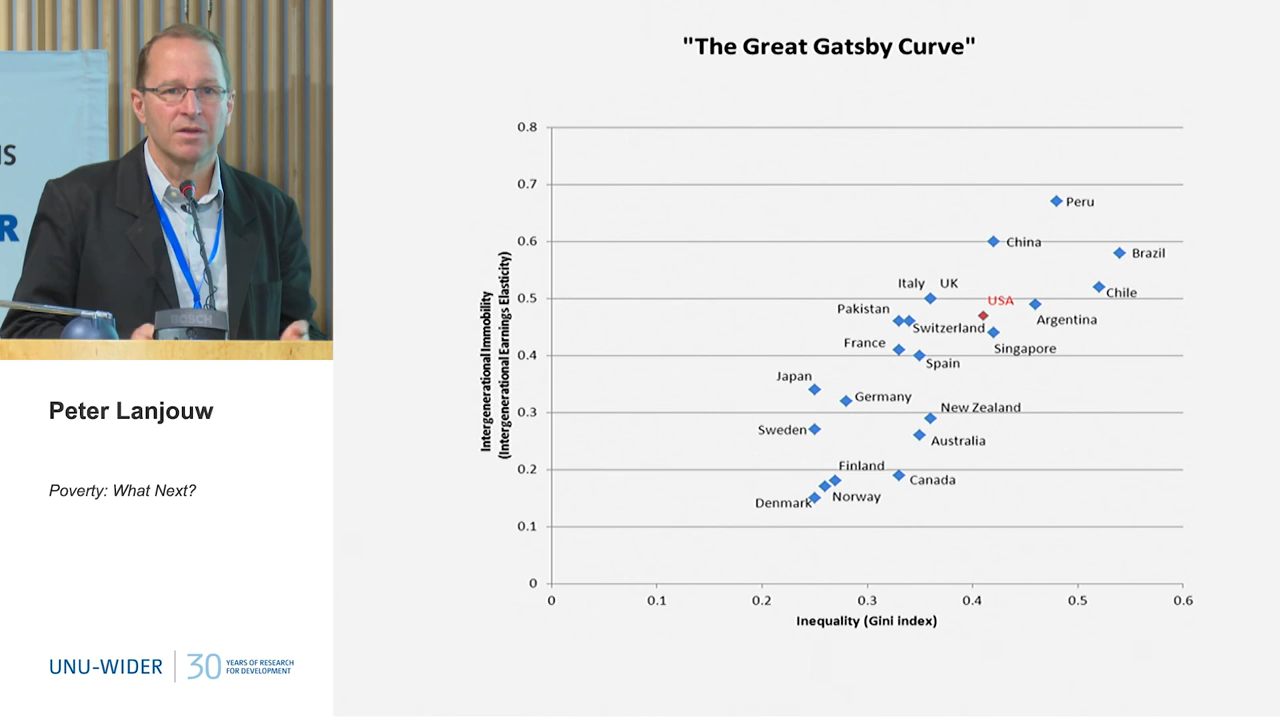 "The Great Gatsby Curve"
0.8
0.7
0.6
0.5
0.4
0.3
0.2
0.1
0
0
0.1
0.2
0.3
0.4
0.5
0.6
Intergenerational Immobility
(Intergenerational Earnings Elasticity)
Inequality (Gini index)
Peru
China
Brazil
Italy
UK
Chile
USA
Pakistan
Argentina
Switzerland
France
Singapore
Spain
Japan
Germany
New Zealand
Sweden
Australia
Finland
Canada
Norway
Denmark
IS
R
BOSCH
Peter Lanjouw
Poverty: What Next?
UNU-WIDER
30
YEARS OF RESEARCH
FOR DEVELOPMENT